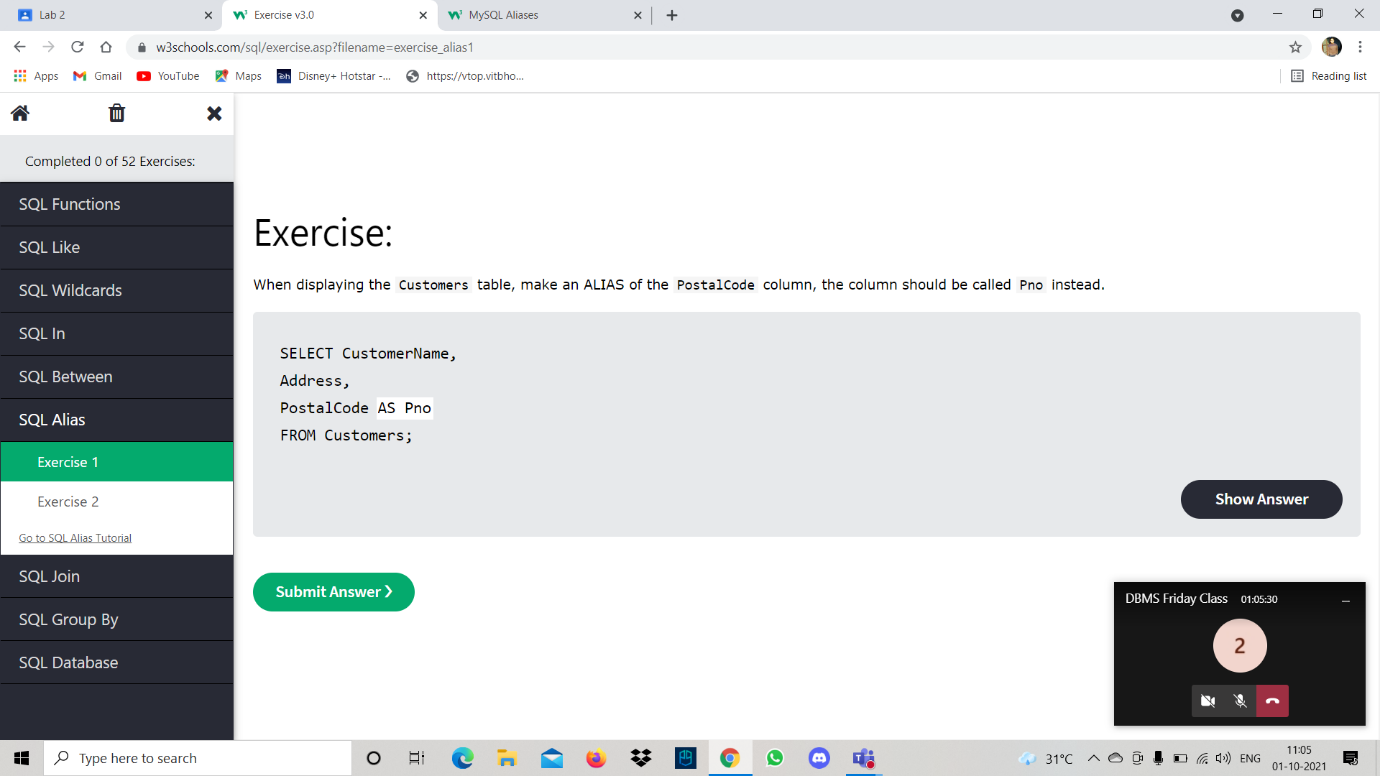 Lab 2
Exercise v3.0
MySQL Aliases
w3schools.com/sql/exercise.asp?filename=exercise_alias1
Apps
Gmail
YouTube
Maps
Disney+ Hotstar -...
https://vtop.vitbho...
Reading list
Completed 0 of 52 Exercises:
SQL Functions
SQL Like
SQL Wildcards
SQL In
SQL Between
SQL Alias
Exercise 1
Exercise 2
Go to SQL Alias Tutorial
SQL Join
SQL Group By
SQL Database
Exercise:
When displaying the Customers table, make an ALIAS of the PostalCode column, the column should be called Pno instead.
SELECT CustomerName,
Address,
PostalCode AS Pno
FROM Customers;
Show Answer
Submit Answer ❯
DBMS Friday Class 01:05:30
2
Type here to search
31°C
ENG
11:05
01-10-2021